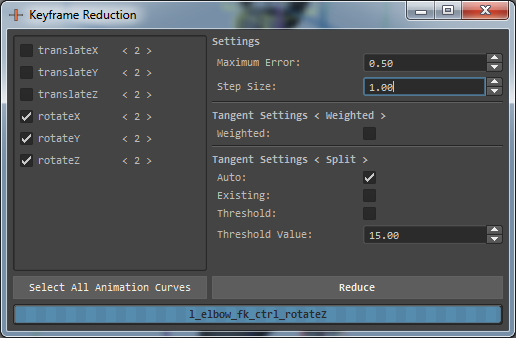 Keyframe Reduction
translateX < 2 >
translateY < 2 >
translateZ < 2 >
rotateX < 2 >
rotateY < 2 >
rotateZ < 2 >
Select All Animation Curves
Settings
Maximum Error: 0.50
Step Size: 1.00
Tangent Settings < Weighted >
Weighted:
Tangent Settings < Split >
Auto:
Existing:
Threshold:
Threshold Value: 15.00
Reduce
l_elbow_fk_ctrl_rotateZ